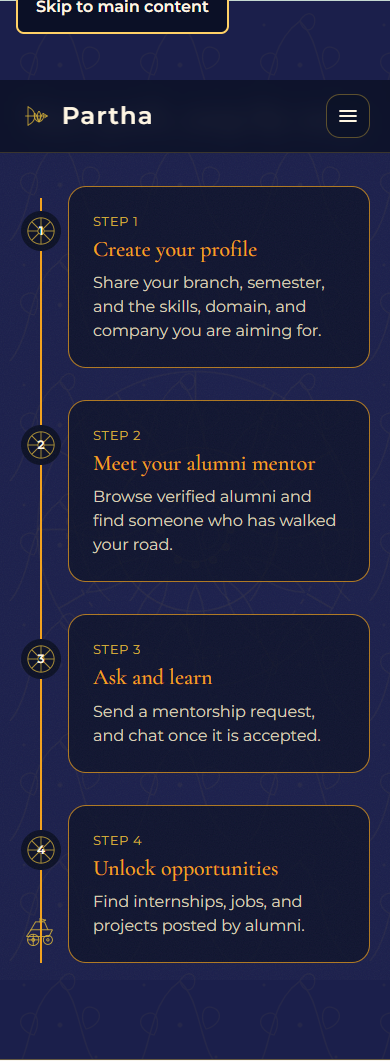 Skip to main content
Partha
1
STEP 1
Create your profile
Share your branch, semester,
and the skills, domain, and
company you are aiming for.
2
STEP 2
Meet your alumni mentor
Browse verified alumni and
find someone who has walked
your road.
3
STEP 3
Ask and learn
Send a mentorship request,
and chat once it is accepted.
4
STEP 4
Unlock opportunities
Find internships, jobs, and
projects posted by alumni.